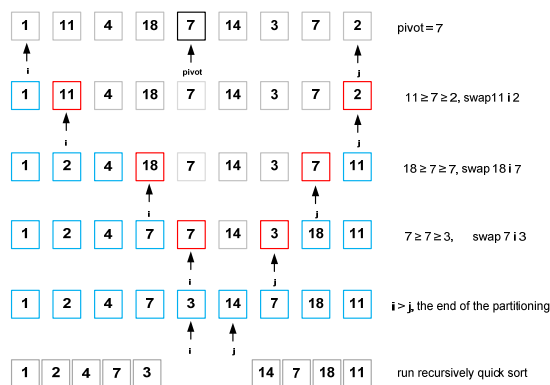 1 11 4 18 7 14 3 7 2 pivot = 7
i pivot j
1 11 4 18 7 14 3 7 2 11 ≥ 7 ≥ 2, swap11 i 2
i j
1 2 4 18 7 14 3 7 11 18 ≥ 7 ≥ 7, swap 18 i 7
i j
1 2 4 7 7 14 3 18 11 7 ≥ 7 ≥ 3, swap 7 i 3
i j
1 2 4 7 3 14 7 18 11 i > j, the end of the partitioning
i j
1 2 4 7 3 14 7 18 11 run recursively quick sort